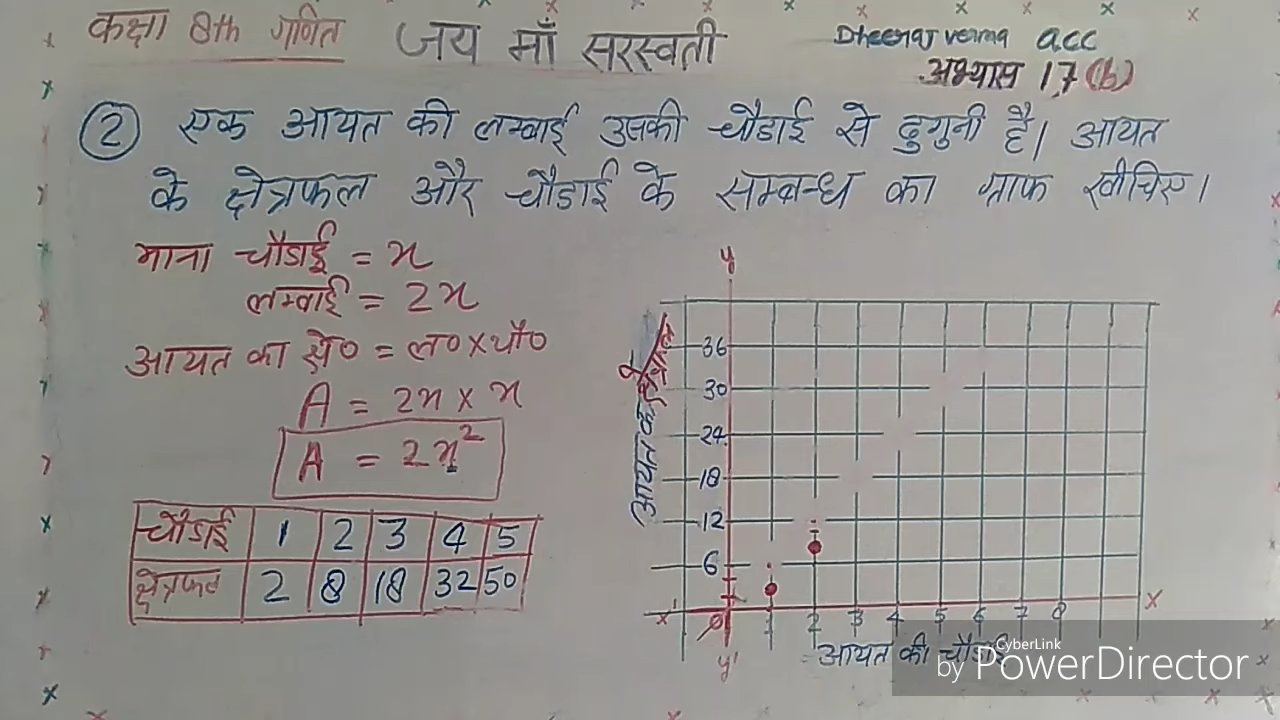 कक्षा 8th गणित जय माँ सरस्वती Dheeraj verma acc
अभ्यास 17(b)
② एक आयत की लम्बाई उसकी चौडाई से दुगुनी है। आयत
के क्षेत्रफल और चौडाई के सम्बन्ध का ग्राफ खींचिए।
माना चौडाई = x
लम्बाई = 2x
आयत का क्षे० = ल० × चौ०
A = 2x × x
A = 2x²
चौडाई 1 2 3 4 5
क्षेत्रफल 2 8 18 32 50
y
36
30
24
18
12
6
आयत का क्षेत्रफल
x' 0 1 2 3 4 5 6 7 8 x
y'
आयत की चौडाई
CyberLink
by PowerDirector